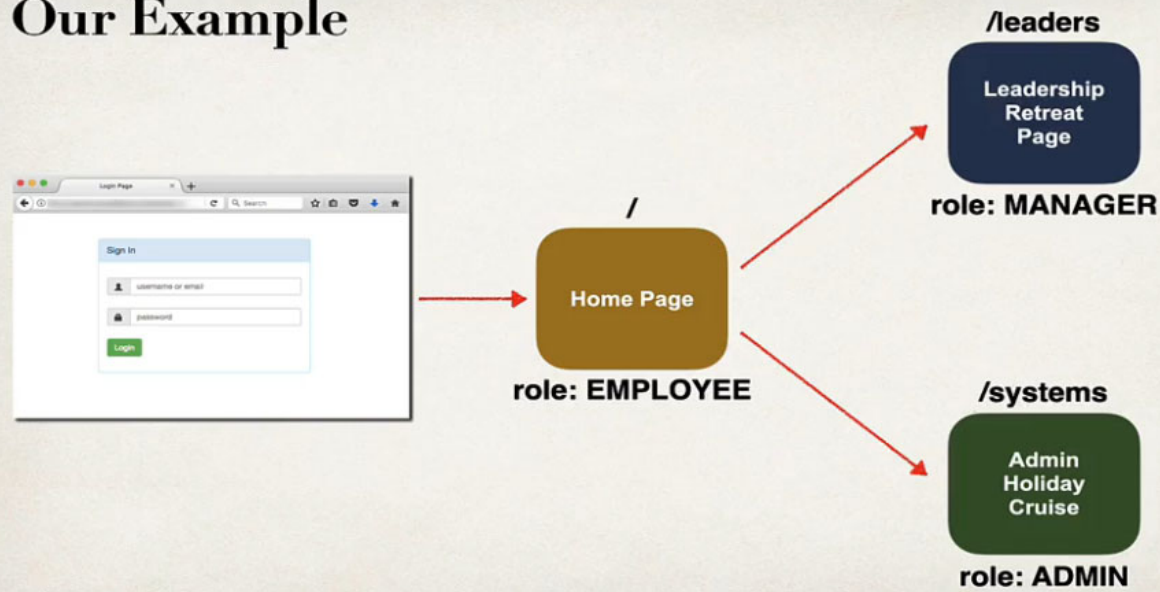 Our Example
/leaders
Leadership
Retreat
Page
role: MANAGER
Login Page
Search
Sign In
username or email
password
Login
/
Home Page
role: EMPLOYEE
/systems
Admin
Holiday
Cruise
role: ADMIN